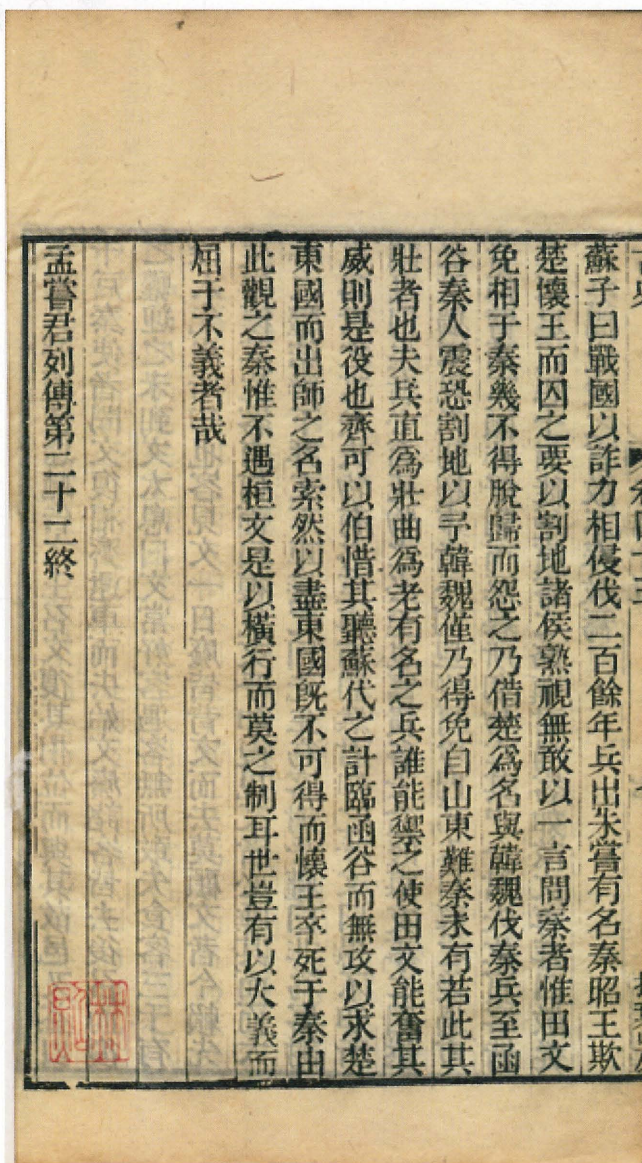 蘇子曰戰國以詐力相侵伐二百餘年兵出未嘗有名秦昭王欺
楚懷王而囚之要以割地諸侯熟視無敢以一言問秦者惟田文
免相于秦幾不得脫歸而怨之乃借楚爲名與韓魏伐秦兵至函
谷秦人震恐割地以予韓魏僅乃得免自山東難秦未有若此其
壯者也夫兵直爲壯曲爲老有名之兵誰能禦之使田文能奮其
威則是役也齊可以伯惜其聽蘇代之計臨函谷而無攻以求楚
東國而出師之名索然以盡東國既不可得而懷王卒死于秦由
此觀之秦惟不遇桓文是以橫行而莫之制耳世豈有以大義而
屈于不義者哉
孟嘗君列傳第三十二終